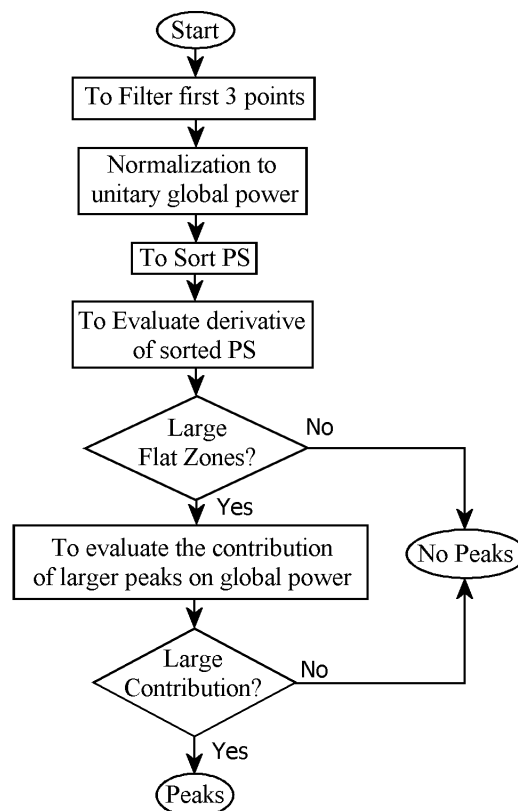 Start
To Filter first 3 points
Normalization to
unitary global power
To Sort PS
To Evaluate derivative
of sorted PS
Large
Flat Zones?
No
Yes
To evaluate the contribution
of larger peaks on global power
No Peaks
Large
Contribution?
No
Yes
Peaks